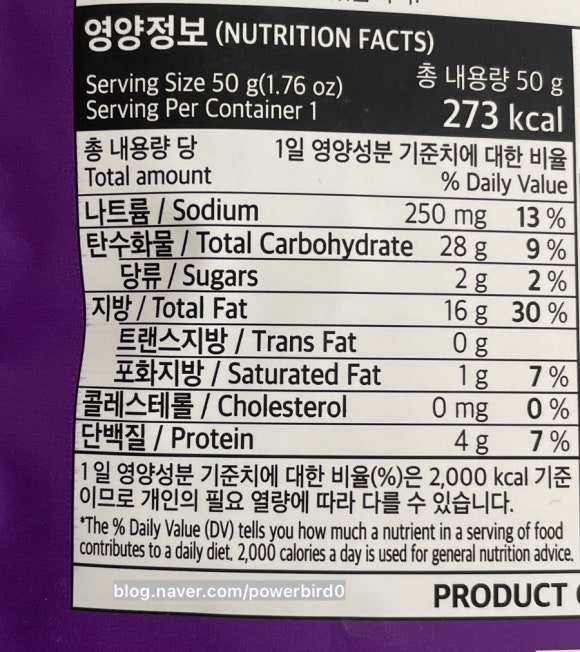 영양정보 (NUTRITION FACTS)
Serving Size 50 g(1.76 oz)
Serving Per Container 1
총 내용량 50 g
273 kcal
총 내용량 당
Total amount
1일 영양성분 기준치에 대한 비율
% Daily Value
나트륨 / Sodium 250 mg 13 %
탄수화물 / Total Carbohydrate 28 g 9 %
당류 / Sugars 2 g 2 %
지방 / Total Fat 16 g 30 %
트랜스지방 / Trans Fat 0 g
포화지방 / Saturated Fat 1 g 7 %
콜레스테롤 / Cholesterol 0 mg 0 %
단백질 / Protein 4 g 7 %
1일 영양성분 기준치에 대한 비율(%)은 2,000 kcal 기준
이므로 개인의 필요 열량에 따라 다를 수 있습니다.
*The % Daily Value (DV) tells you how much a nutrient in a serving of food
contributes to a daily diet. 2,000 calories a day is used for general nutrition advice.
blog.naver.com/powerbird0
PRODUCT